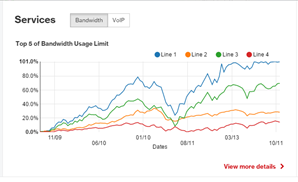 Services
Bandwidth VoIP
Top 5 of Bandwidth Usage Limit
Line 1 Line 2 Line 3 Line 4
101.0%
80.0%
60.0%
40.0%
20.0%
0.0%
11/09 06/10 01/10 08/11 03/13 10/11
Dates
View more details